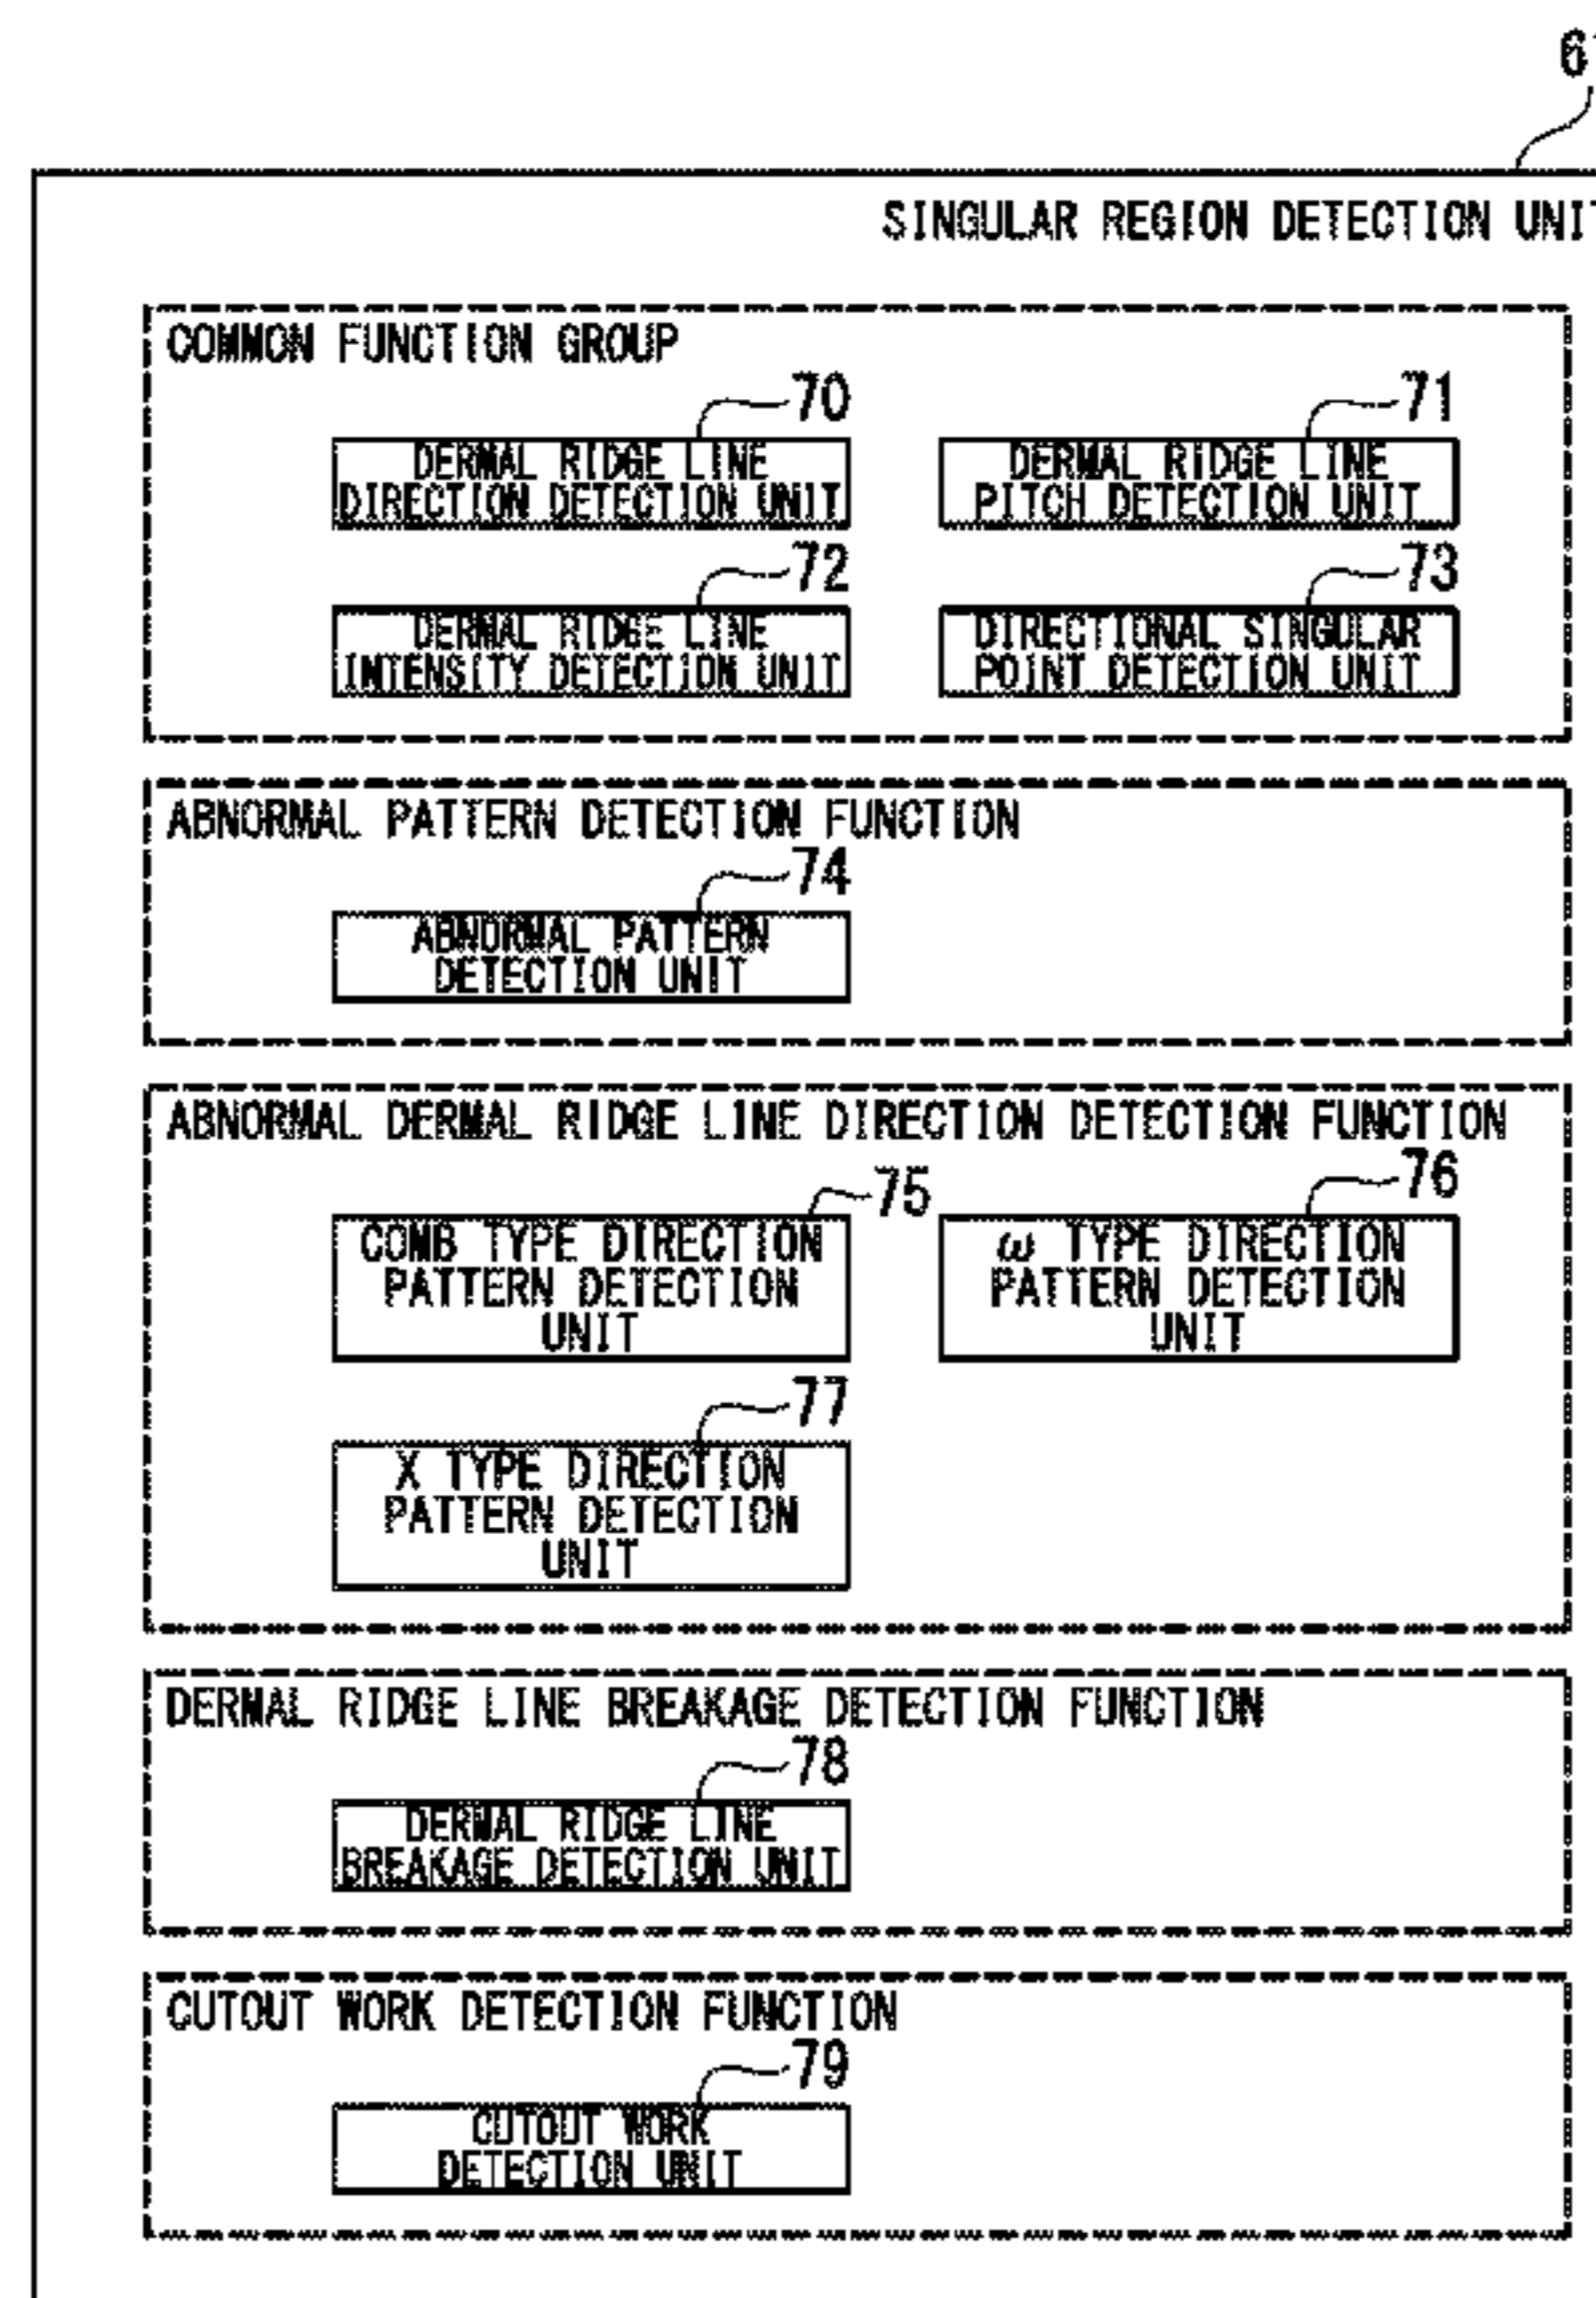 SINGULAR REGION DETECTION UNIT
COMMON FUNCTION GROUP
70
71
DERMAL RIDGE LINE
DIRECTION DETECTION UNIT
DERMAL RIDGE LINE
PITCH DETECTION UNIT
72
73
DERMAL RIDGE LINE
INTENSITY DETECTION UNIT
DIRECTIONAL SINGULAR
POINT DETECTION UNIT
ABNORMAL PATTERN DETECTION FUNCTION
74
ABNORMAL PATTERN
DETECTION UNIT
ABNORMAL DERMAL RIDGE LINE DIRECTION DETECTION FUNCTION
75
76
COMB TYPE DIRECTION
PATTERN DETECTION
UNIT
ω TYPE DIRECTION
PATTERN DETECTION
UNIT
77
X TYPE DIRECTION
PATTERN DETECTION
UNIT
DERMAL RIDGE LINE BREAKAGE DETECTION FUNCTION
78
DERMAL RIDGE LINE
BREAKAGE DETECTION UNIT
CUTOUT WORK DETECTION FUNCTION
79
CUTOUT WORK
DETECTION UNIT